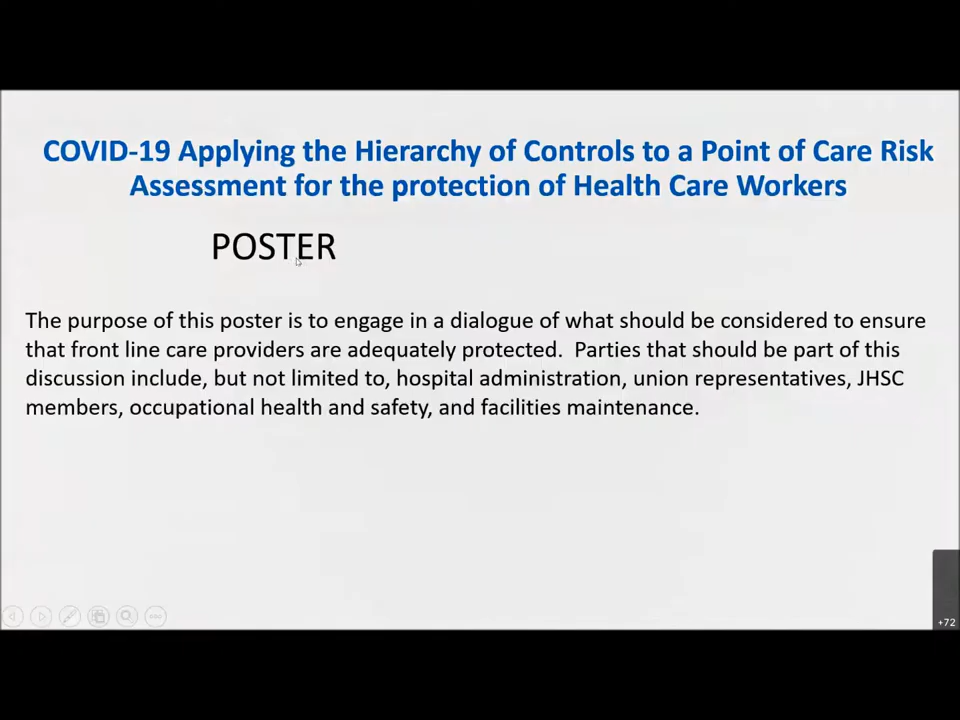 COVID-19 Applying the Hierarchy of Controls to a Point of Care Risk
Assessment for the protection of Health Care Workers
POSTER
The purpose of this poster is to engage in a dialogue of what should be considered to ensure
that front line care providers are adequately protected.  Parties that should be part of this
discussion include, but not limited to, hospital administration, union representatives, JHSC
members, occupational health and safety, and facilities maintenance.
+72